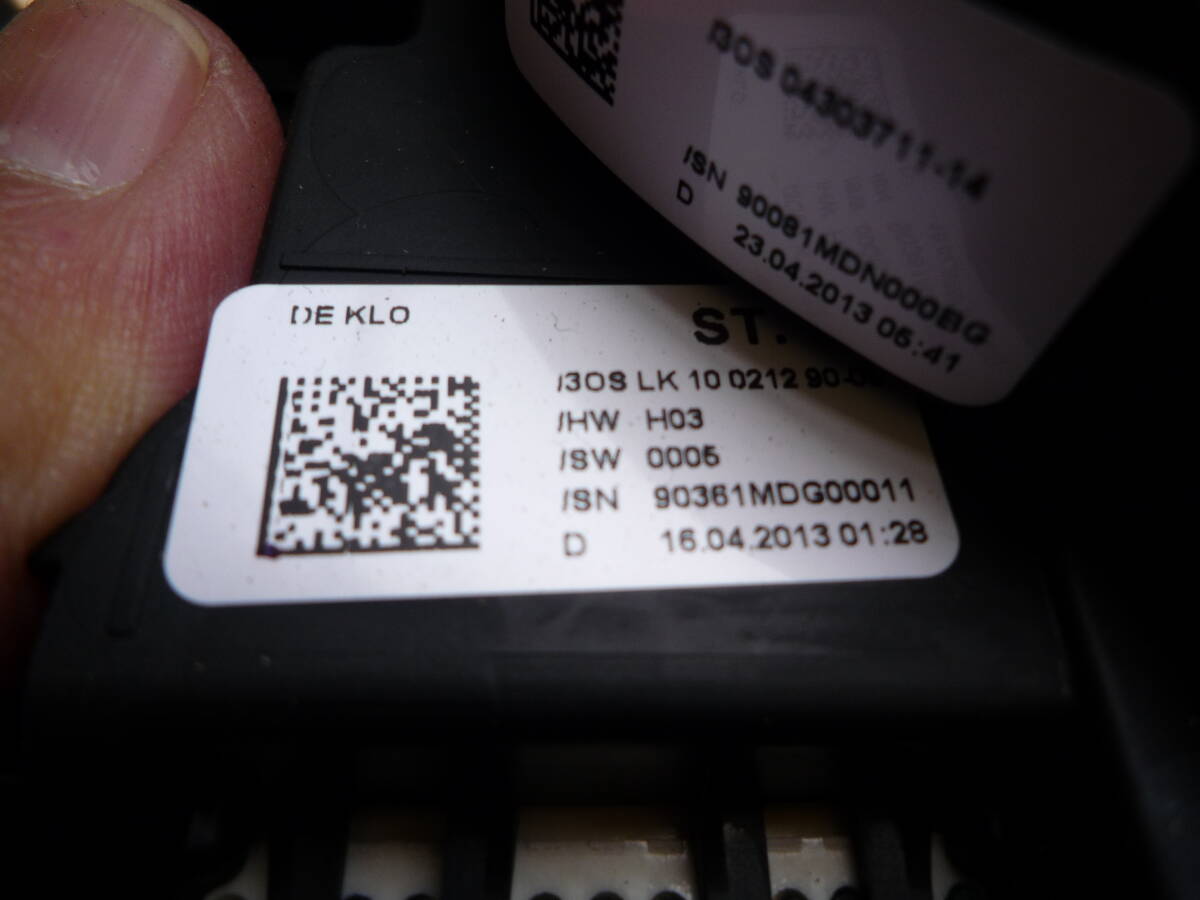 /3OS 04303711-14
/SN 90081MDN000BG
D 23.04.2013 05:41
DE KLO
ST.
/3OS LK 10 0212 90-0
/HW H03
/SW 0005
/SN 90361MDG00011
D 16.04.2013 01:28